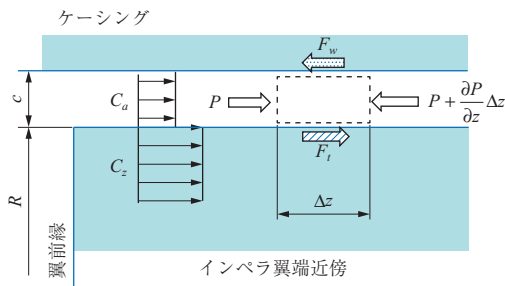 ケーシング
F_w
c
C_a
P
P + ∂P/∂z Δz
F_t
C_z
R
Δz
翼前縁
インペラ翼端近傍